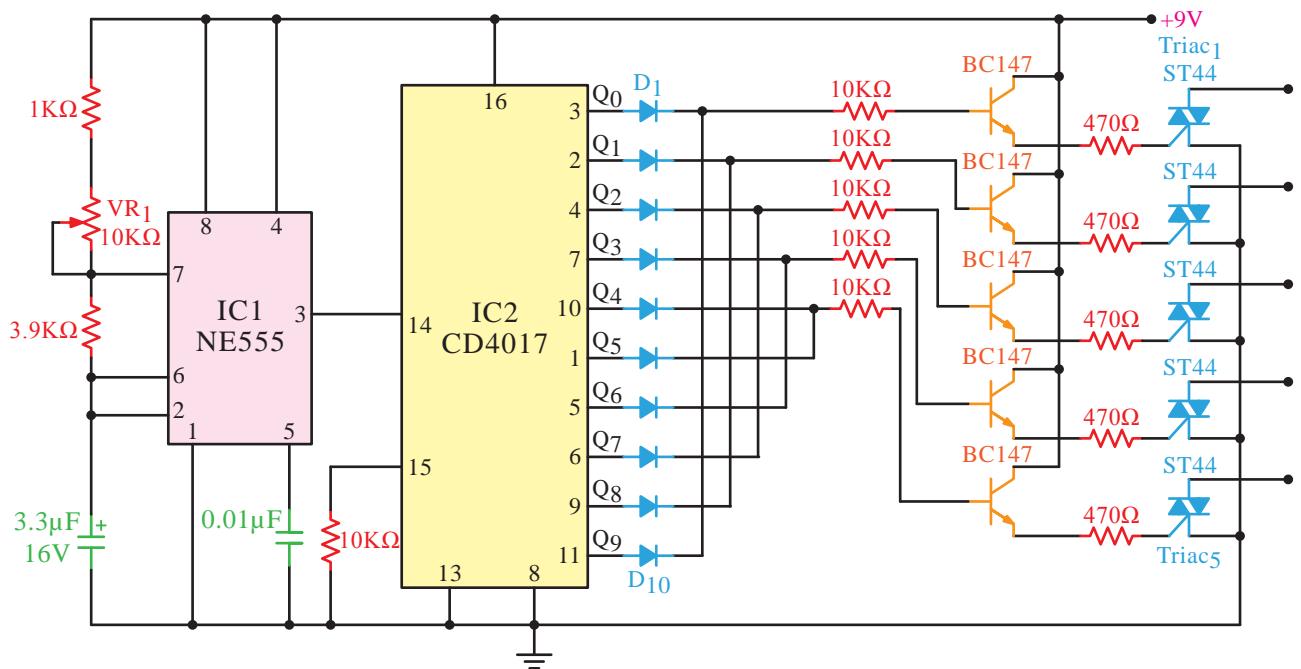 +9V
Triac1
ST44
BC147
10KΩ
470Ω
1KΩ
VR1
10KΩ
3.9KΩ
3.3µF
16V
+
8
4
7
6
2
1
5
3
IC1
NE555
0.01µF
10KΩ
16
14
15
13
8
IC2
CD4017
3
2
4
7
10
1
5
6
9
11
Q0
Q1
Q2
Q3
Q4
Q5
Q6
Q7
Q8
Q9
D1
D10
10KΩ
10KΩ
10KΩ
10KΩ
BC147
BC147
BC147
BC147
470Ω
470Ω
470Ω
470Ω
ST44
ST44
ST44
ST44
Triac5